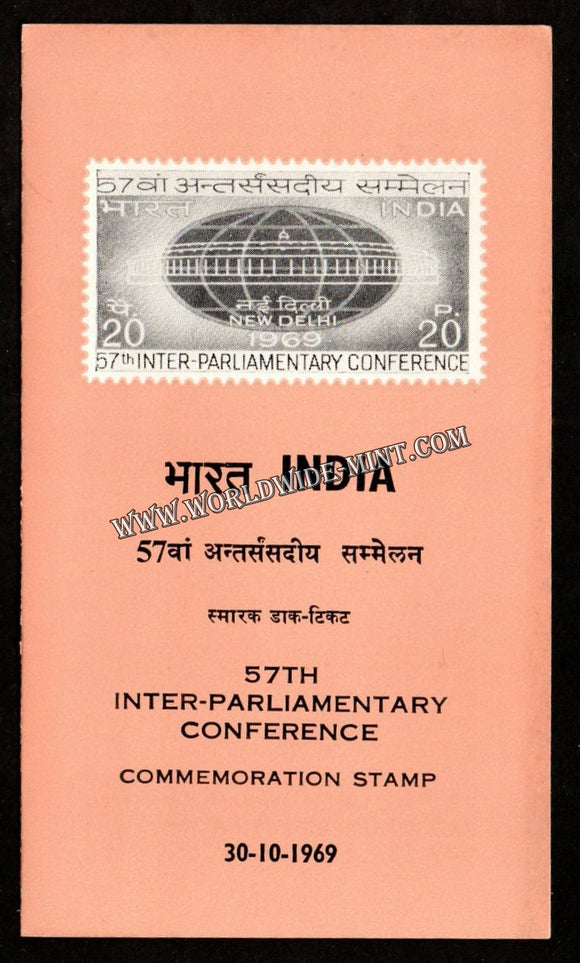 57वां अन्तर्संसदीय सम्मेलन
भारत INDIA
नई दिल्ली
NEW DELHI
1969
पै. P.
20 20
57th INTER-PARLIAMENTARY CONFERENCE
भारत INDIA
WWW.WORLDWIDE-MINT.COM
57वां अन्तर्संसदीय सम्मेलन
स्मारक डाक-टिकट
57TH
INTER-PARLIAMENTARY
CONFERENCE
COMMEMORATION STAMP
30-10-1969